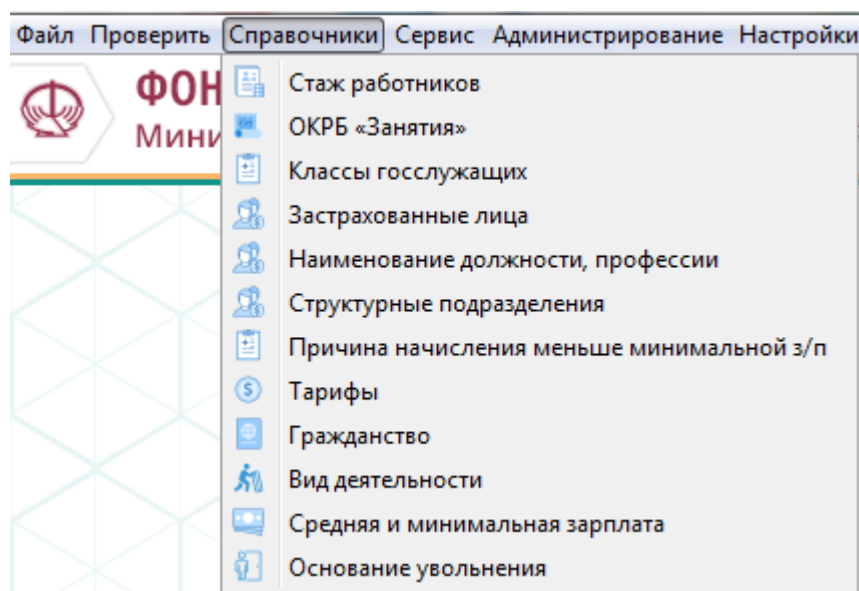 Файл Проверить Справочники Сервис Администрирование Настройки
ФОН
Мини
Стаж работников
ОКРБ «Занятия»
Классы госслужащих
Застрахованные лица
Наименование должности, профессии
Структурные подразделения
Причина начисления меньше минимальной з/п
Тарифы
Гражданство
Вид деятельности
Средняя и минимальная зарплата
Основание увольнения